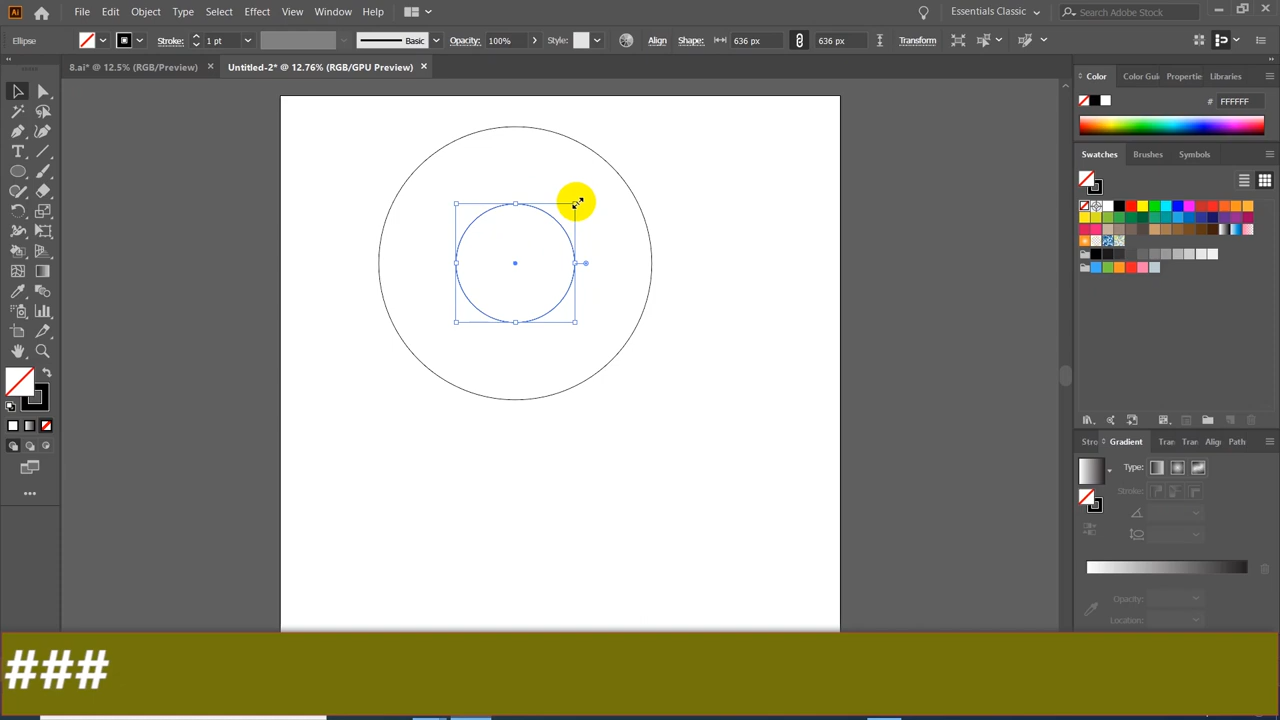 Ai File Edit Object Type Select Effect View Window Help Essentials Classic Search Adobe Stock
Ellipse Stroke: 1 pt Basic Opacity: 100% Style: Align Shape: 636 px 636 px Transform
8.ai* @ 12.5% (RGB/Preview) × Untitled-2* @ 12.76% (RGB/GPU Preview) ×
Color Color Gui Propertie Libraries
# FFFFFF
Swatches Brushes Symbols
Stro Gradient Tran Tran Align Path
Type:
Stroke:
Opacity:
Location:
###